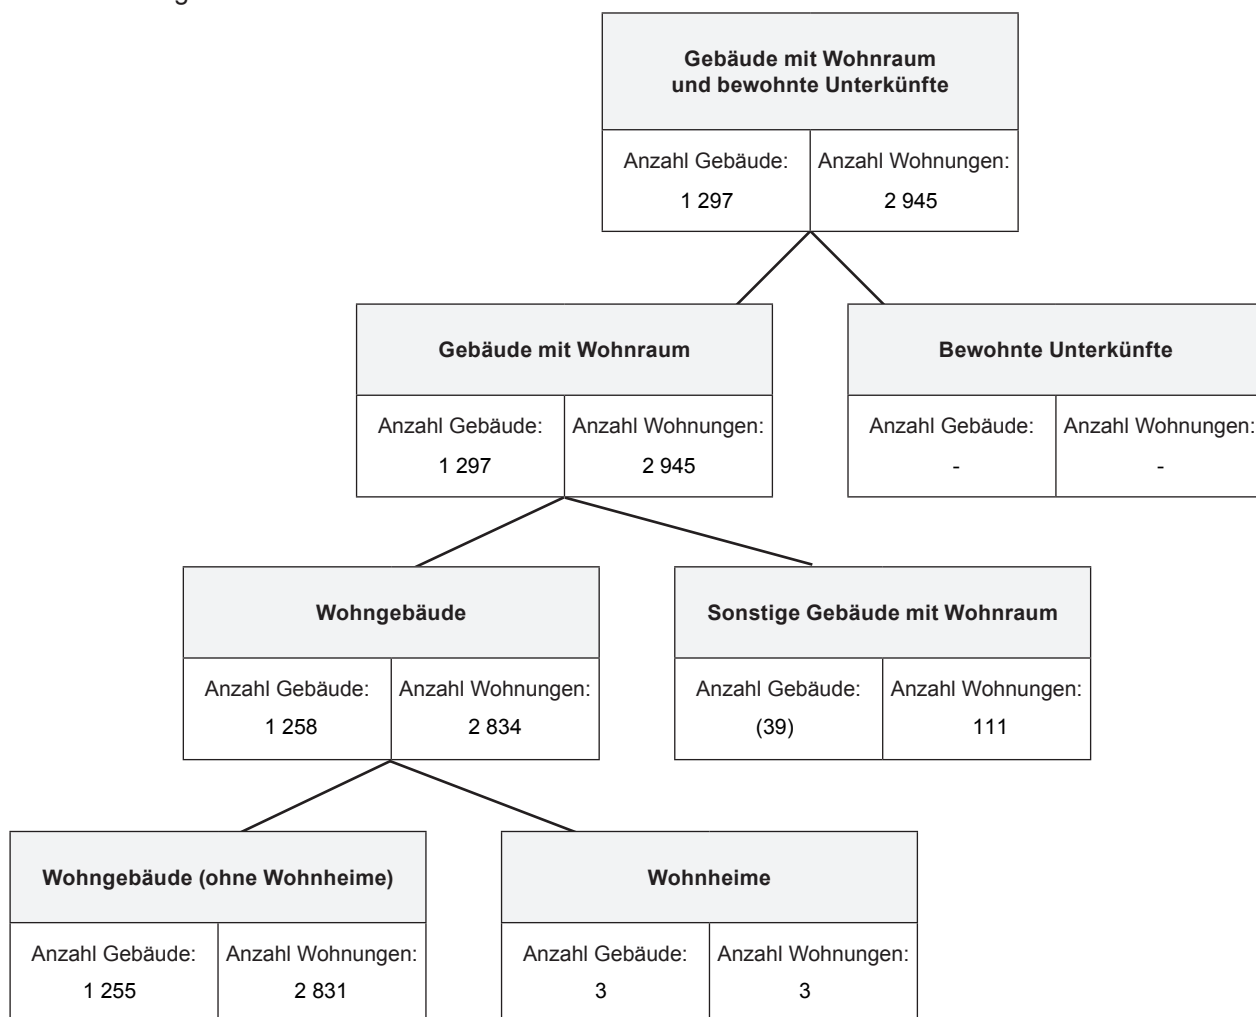 Gebäude mit Wohnraum
und bewohnte Unterkünfte
Anzahl Gebäude: Anzahl Wohnungen:
1 297 2 945
Gebäude mit Wohnraum Bewohnte Unterkünfte
Anzahl Gebäude: Anzahl Wohnungen: Anzahl Gebäude: Anzahl Wohnungen:
1 297 2 945 - -
Wohngebäude Sonstige Gebäude mit Wohnraum
Anzahl Gebäude: Anzahl Wohnungen: Anzahl Gebäude: Anzahl Wohnungen:
1 258 2 834 (39) 111
Wohngebäude (ohne Wohnheime) Wohnheime
Anzahl Gebäude: Anzahl Wohnungen: Anzahl Gebäude: Anzahl Wohnungen:
1 255 2 831 3 3